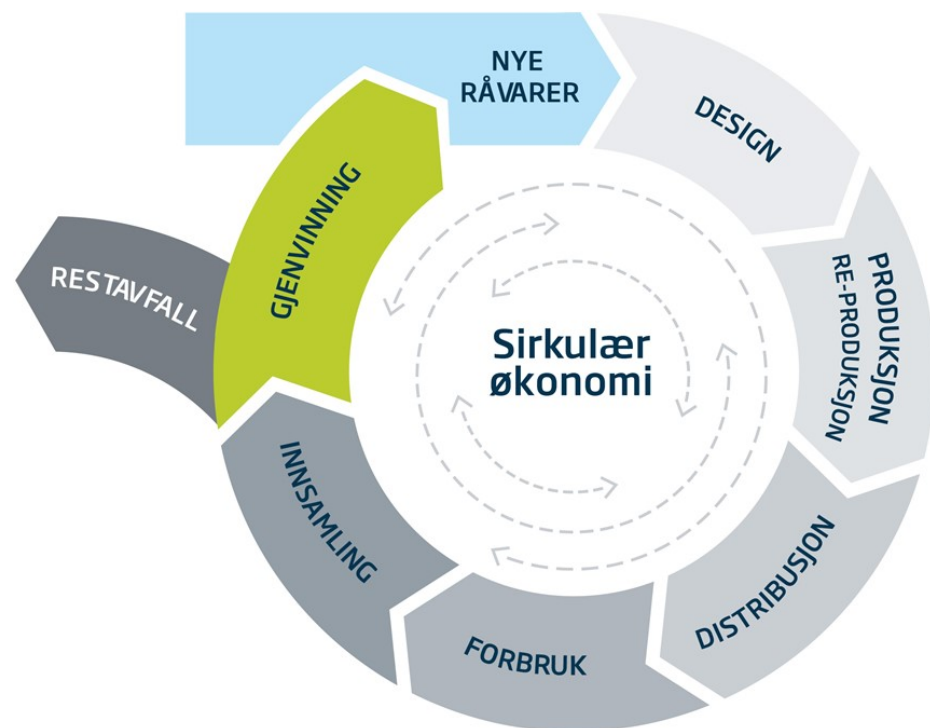 NYE
RÅVARER
DESIGN
PRODUKSJON
RE-PRODUKSJON
DISTRIBUSJON
FORBRUK
INNSAMLING
GJENVINNING
RESTAVFALL
Sirkulær
økonomi